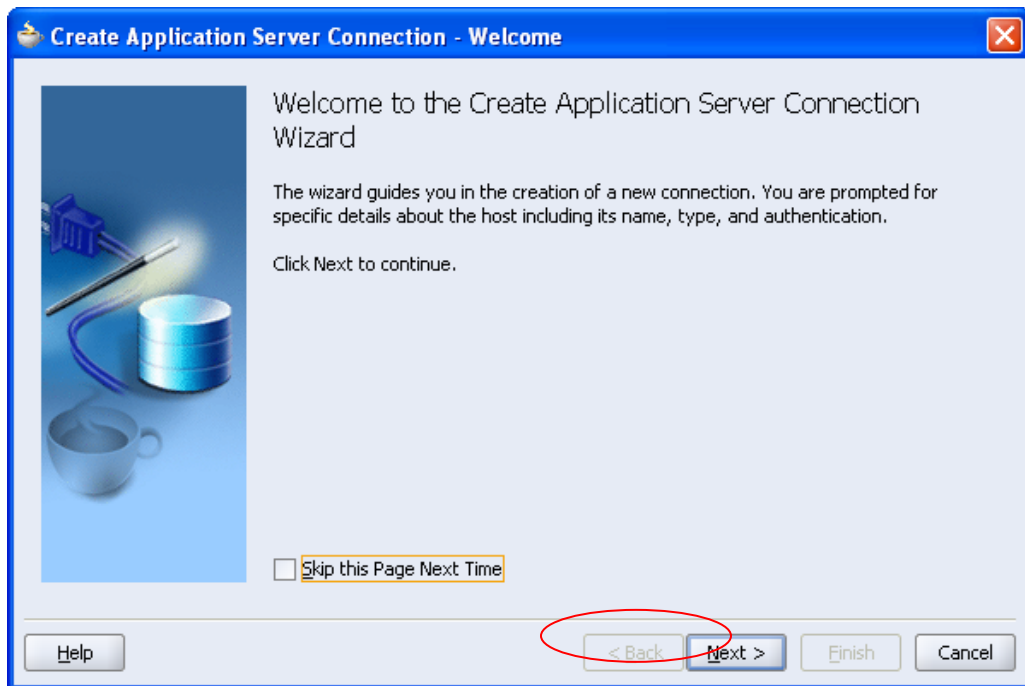 Create Application Server Connection - Welcome
Welcome to the Create Application Server Connection
Wizard
The wizard guides you in the creation of a new connection. You are prompted for
specific details about the host including its name, type, and authentication.
Click Next to continue.
Skip this Page Next Time
Help
< Back
Next >
Finish
Cancel